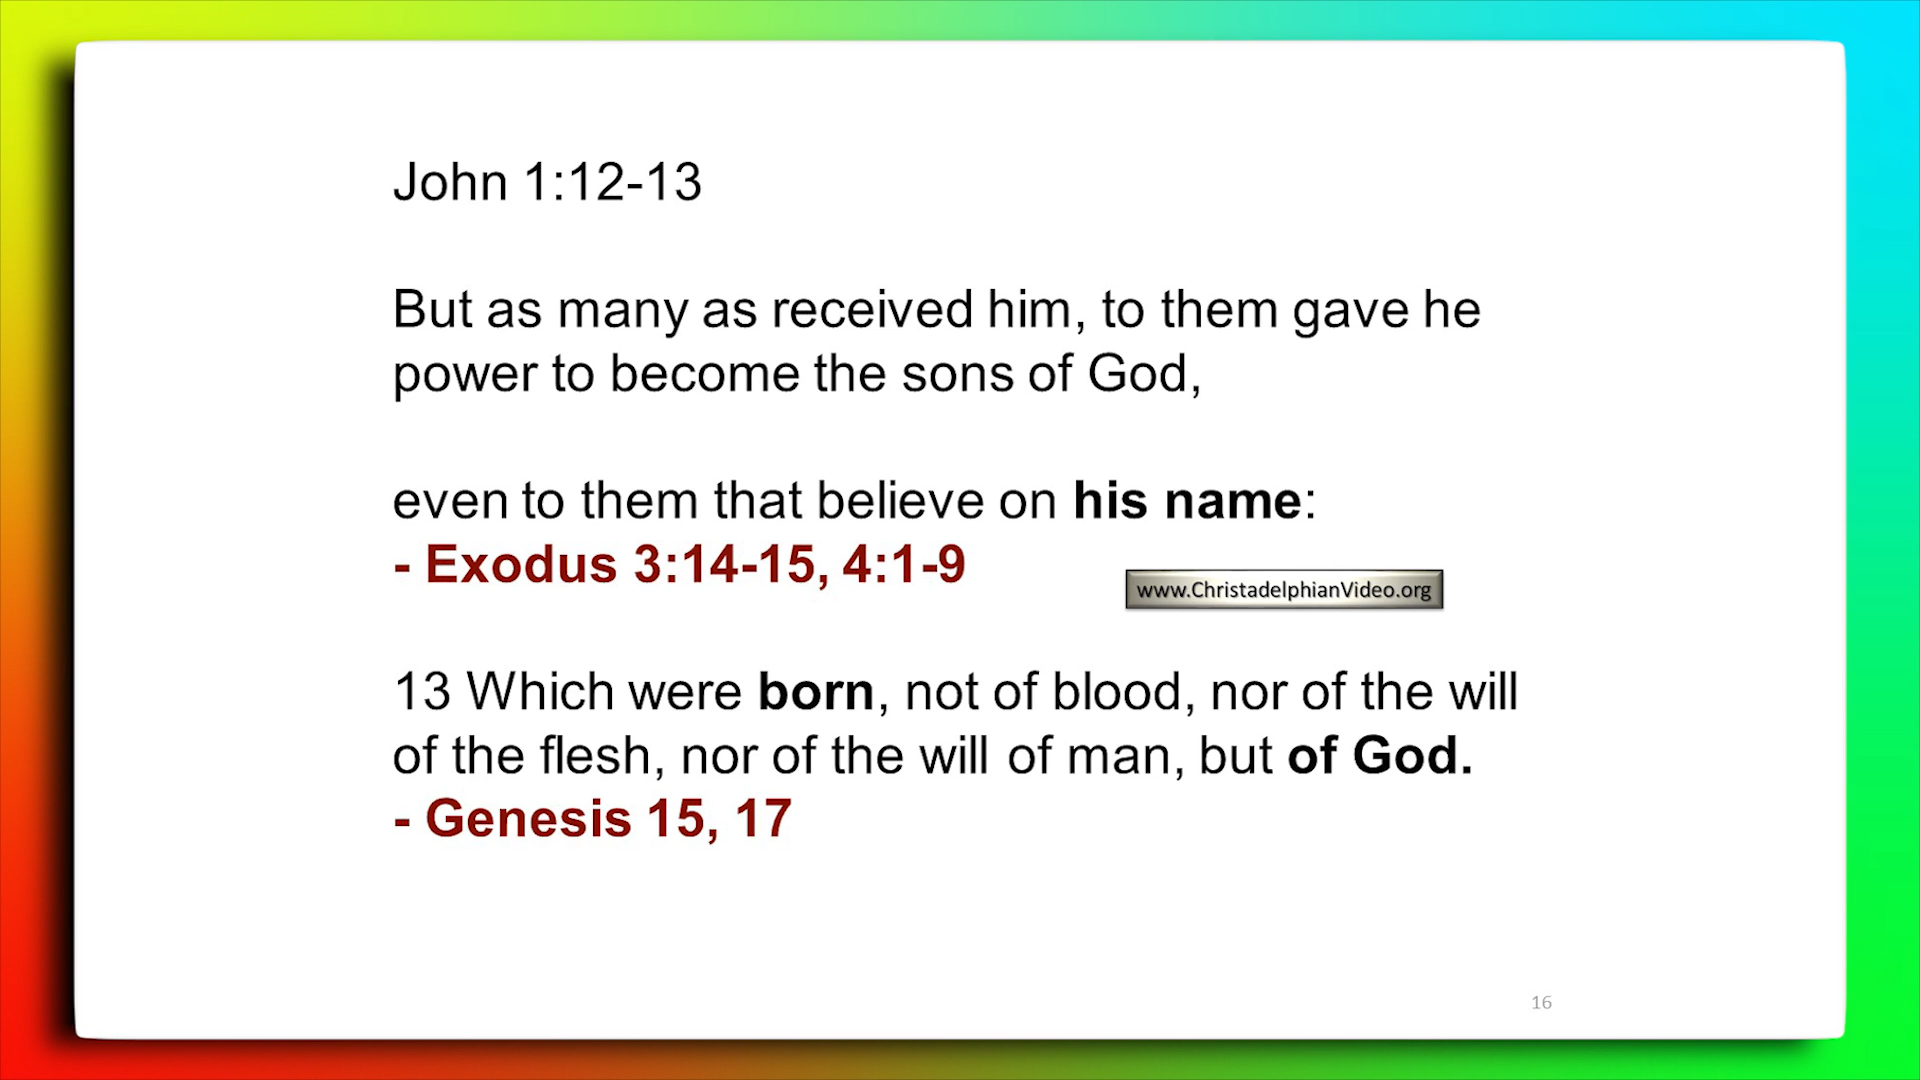 John 1:12-13
But as many as received him, to them gave he
power to become the sons of God,
even to them that believe on his name:
- Exodus 3:14-15, 4:1-9
www.ChristadelphianVideo.org
13 Which were born, not of blood, nor of the will
of the flesh, nor of the will of man, but of God.
- Genesis 15, 17
16